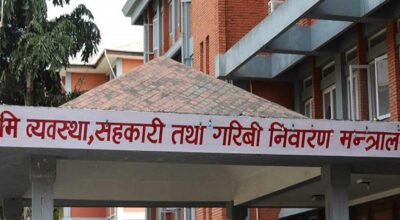 मि व्यवस्था, सहकारी तथा गरिबी निवारण मन्त्राल